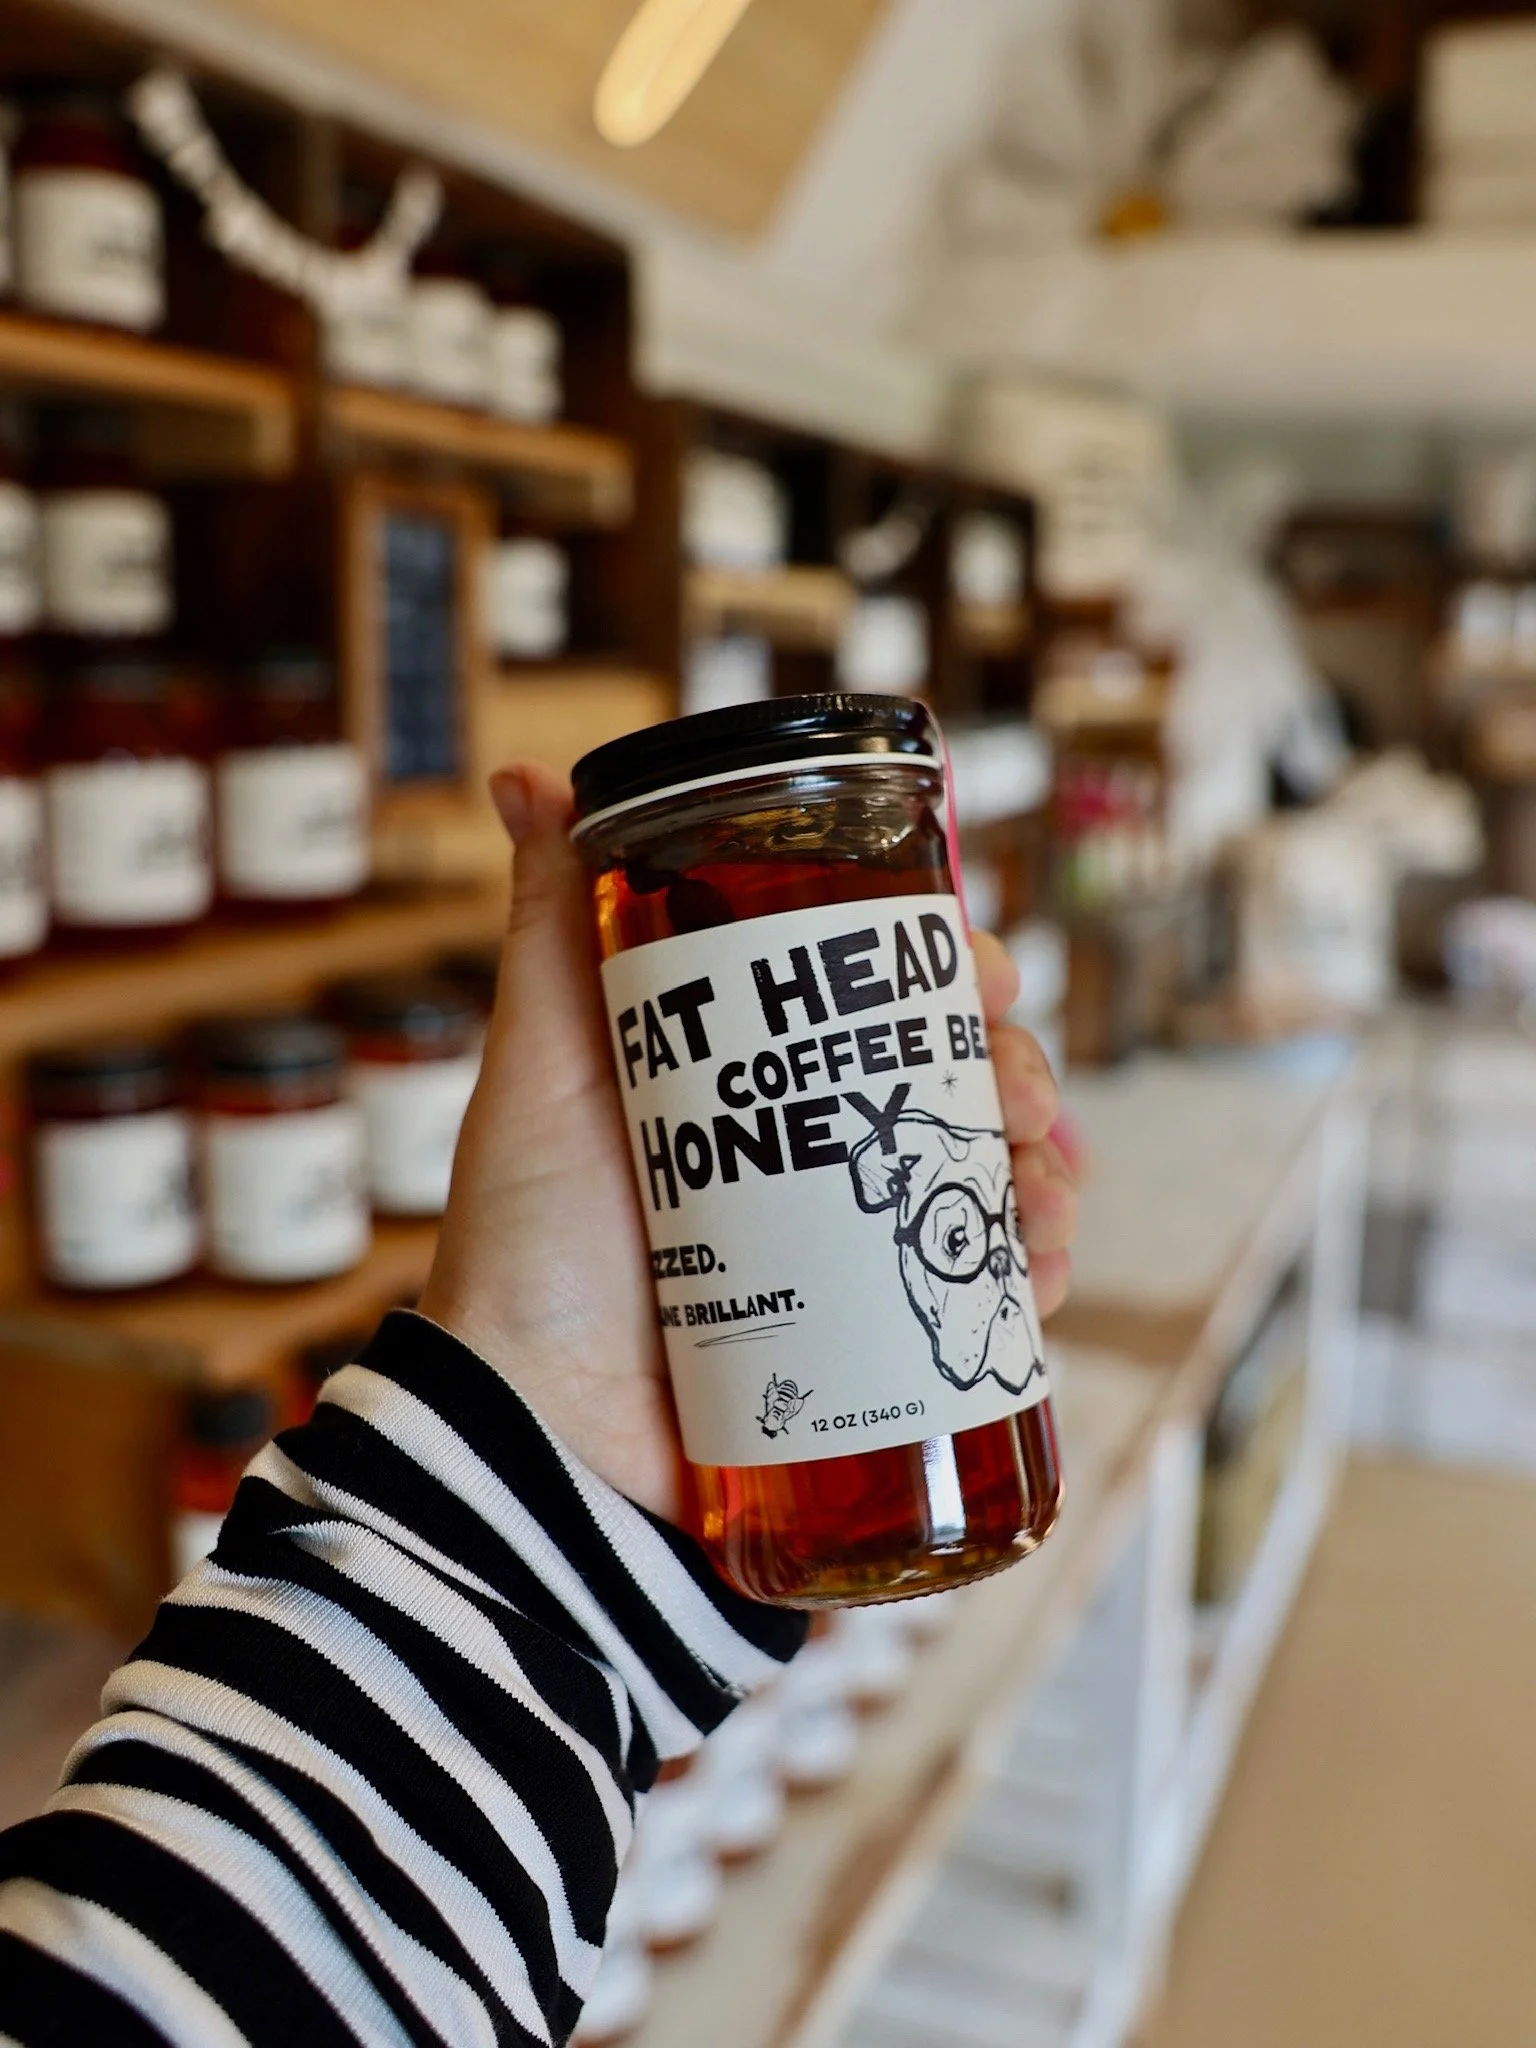 FAT HEAD
COFFEE BE
HONEY
ZZED.
BRILLANT.
12 OZ (340 G)